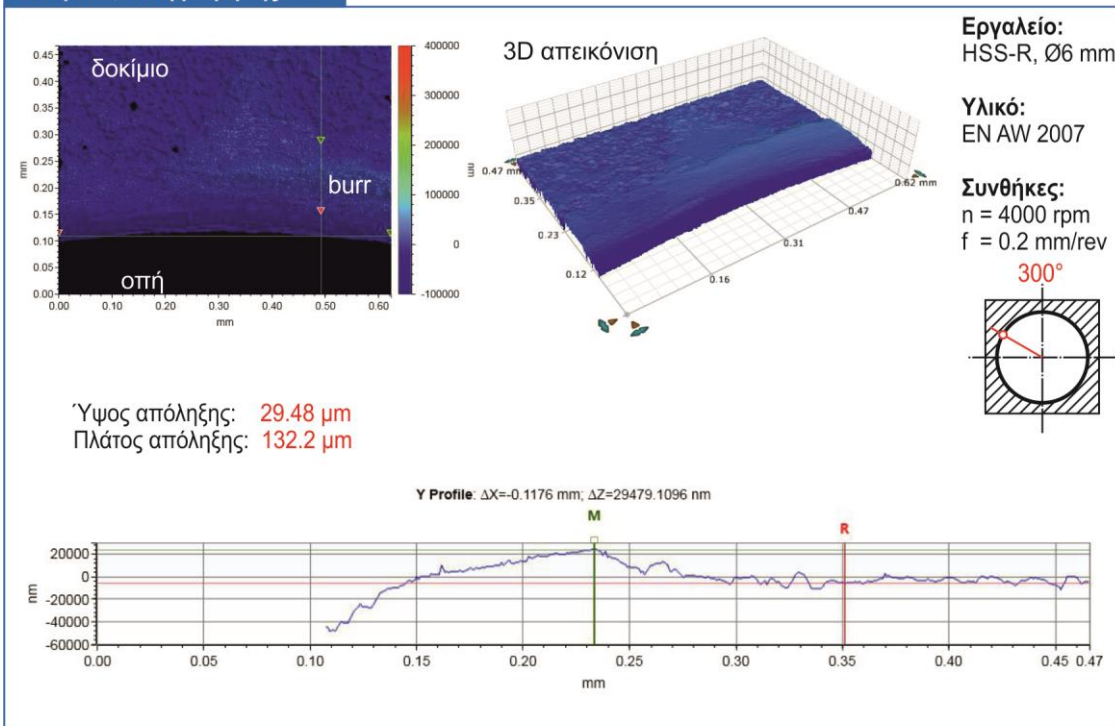 δοκίμιο
burr
οπή
0.45
0.40
0.35
0.30
0.25
0.20
0.15
0.10
0.05
0.00
mm
0.00 0.10 0.20 0.30 0.40 0.50 0.60
mm
400000
300000
200000
100000
0
-100000
nm
3D απεικόνιση
0.47 mm
0.35
0.23
0.12
0.16
0.31
0.47
0.62 mm
Εργαλείο:
HSS-R, Ø6 mm
Υλικό:
EN AW 2007
Συνθήκες:
n = 4000 rpm
f = 0.2 mm/rev
300°
Ύψος απόληξης: 29.48 μm
Πλάτος απόληξης: 132.2 μm
Y Profile: ΔX=-0.1176 mm; ΔZ=29479.1096 nm
M
R
20000
0
-20000
-40000
-60000
nm
0.00 0.05 0.10 0.15 0.20 0.25 0.30 0.35 0.40 0.45 0.47
mm